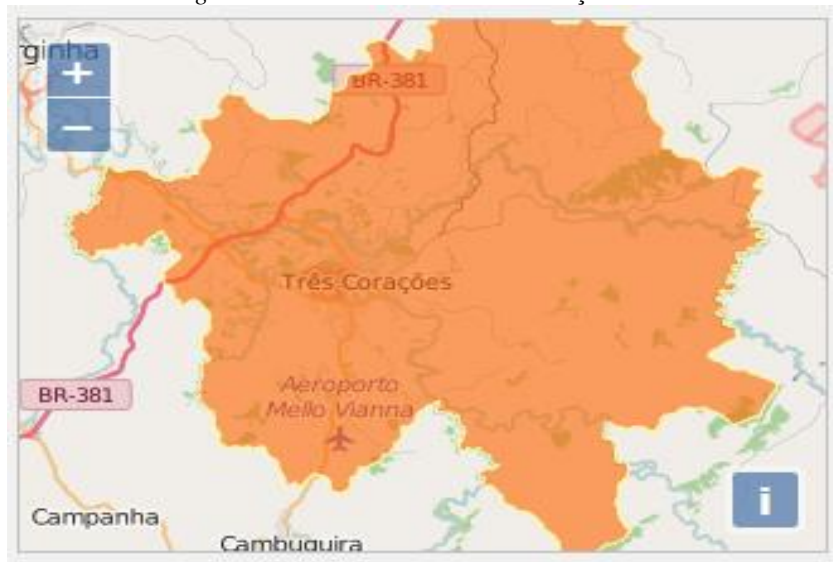 ginha
+
BR-381
–
Três Corações
Aeroporto
Mello Vianna
BR-381
i
Campanha
Cambuquira